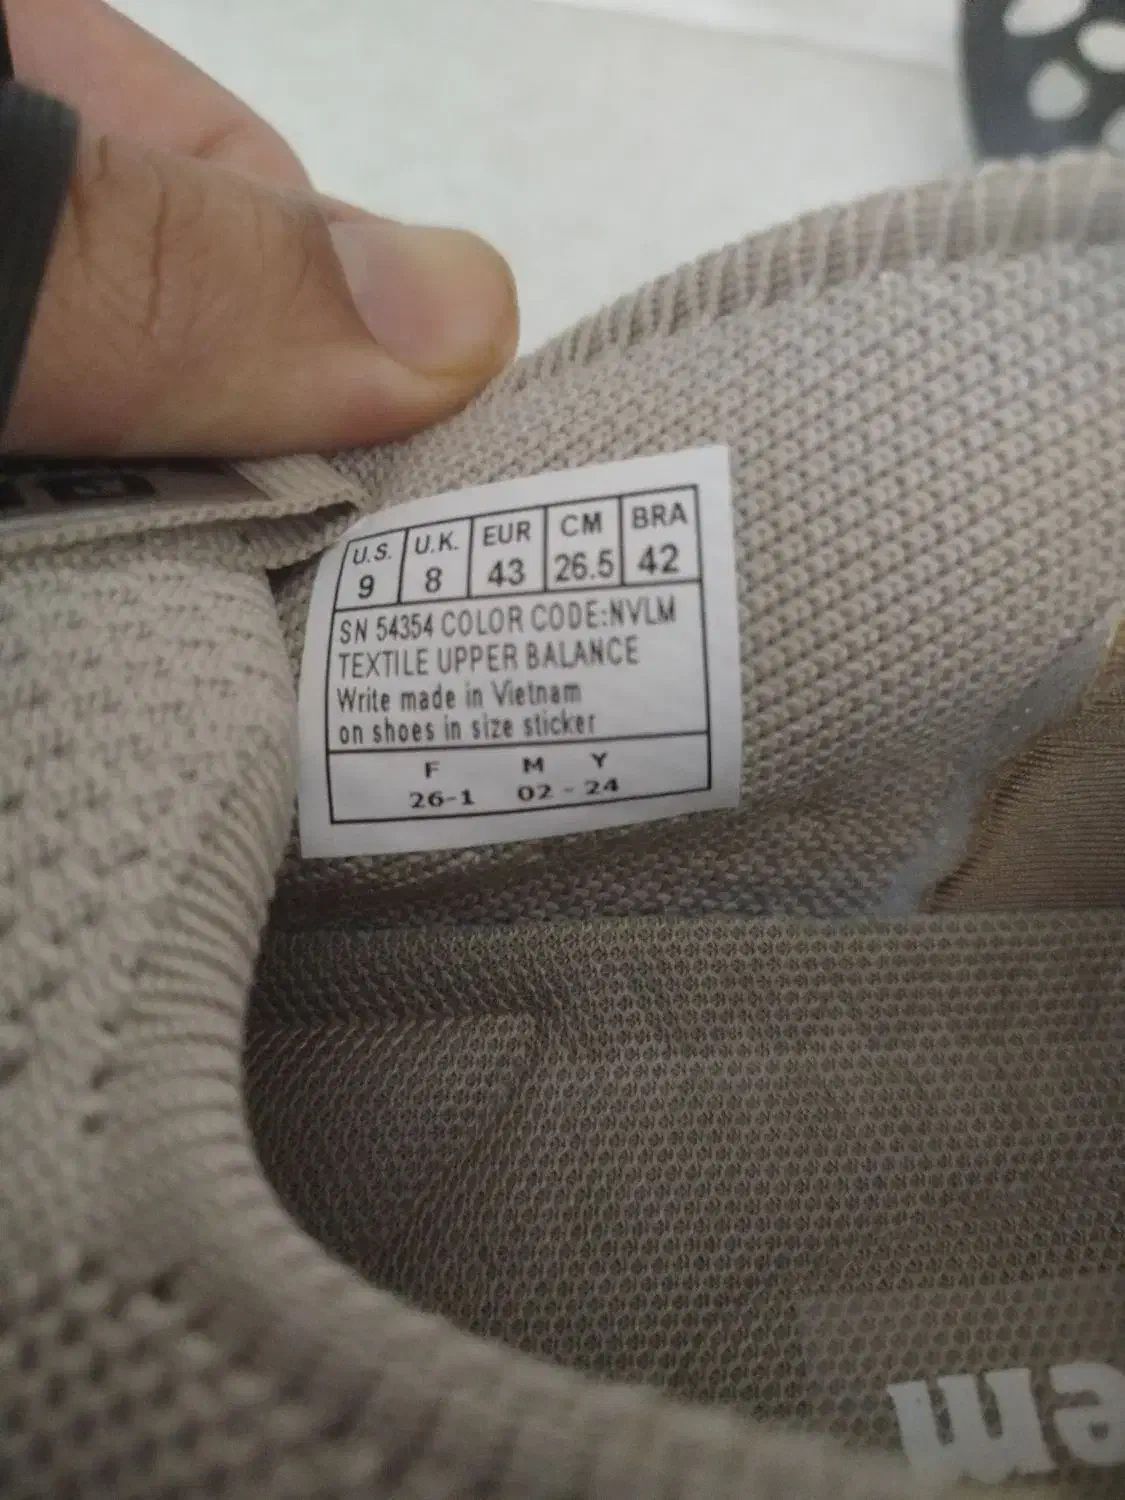 U.S. U.K. EUR CM BRA
9 8 43 26.5 42
SN 54354 COLOR CODE:NVLM
TEXTILE UPPER BALANCE
Write made in Vietnam
on shoes in size sticker
F M Y
26-1 02 - 24
em